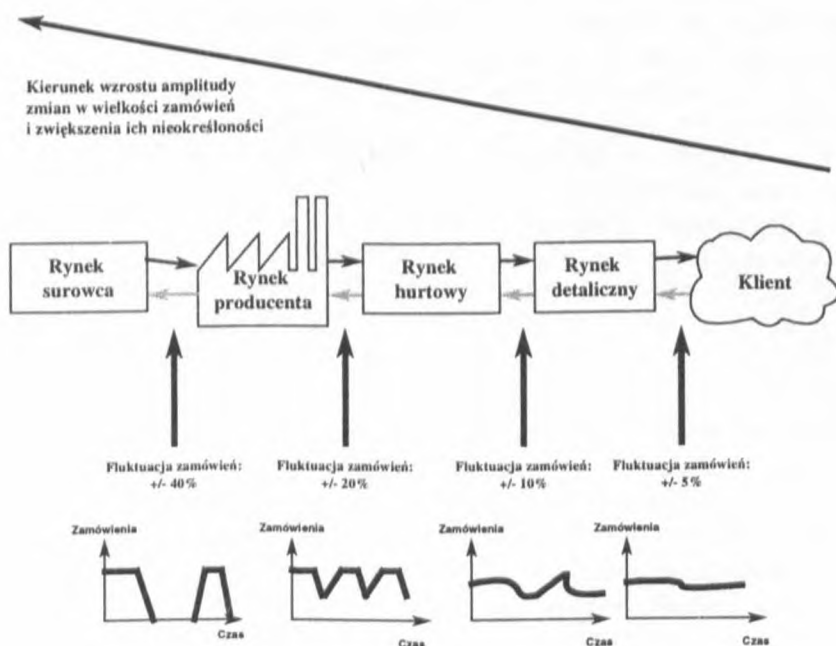 Kierunek wzrostu amplitudy
zmian w wielkości zamówień
i zwiększenia ich nieokreśloności
Rynek
surowca
Rynek
producenta
Rynek
hurtowy
Rynek
detaliczny
Klient
Fluktuacja zamówień:
+/- 40%
Fluktuacja zamówień:
+/- 20%
Fluktuacja zamówień:
+/- 10%
Fluktuacja zamówień:
+/- 5%
Zamówienia
Czas
Zamówienia
Czas
Zamówienia
Czas
Zamówienia
Czas